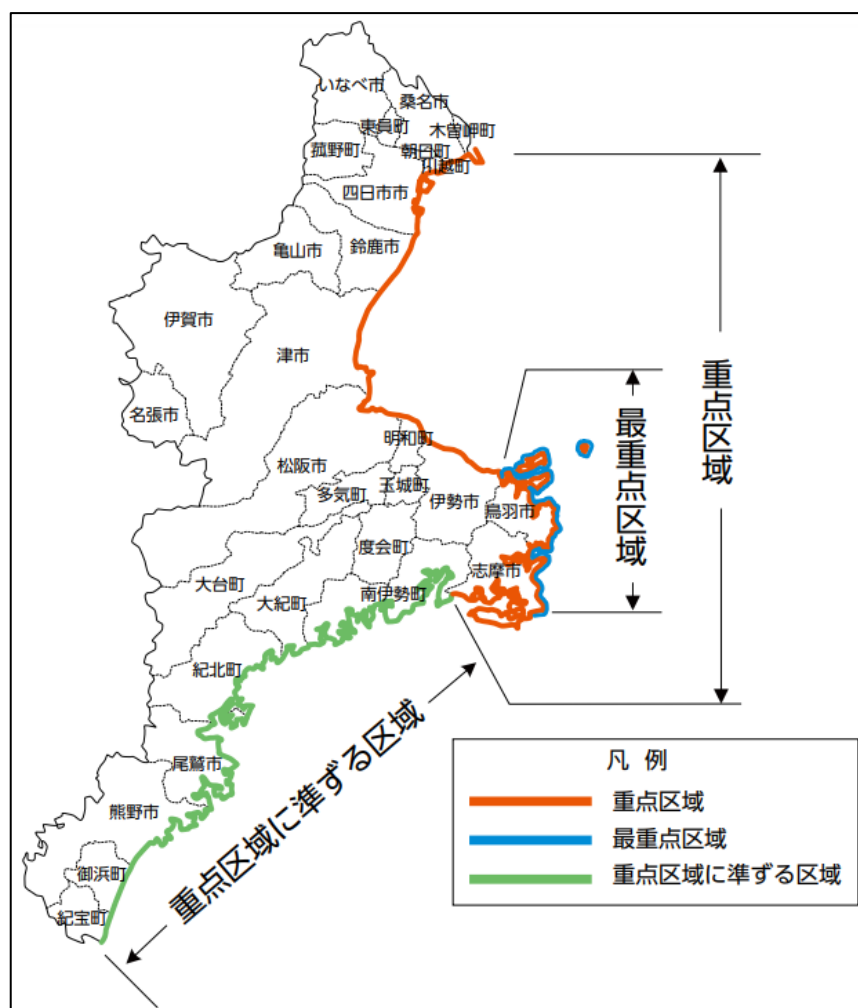 いなべ市
桑名市
東員町
木曽岬町
菰野町
朝日町
川越町
四日市市
亀山市
鈴鹿市
伊賀市
津市
名張市
明和町
松阪市
多気町
玉城町
伊勢市
鳥羽市
度会町
志摩市
大台町
大紀町
南伊勢町
紀北町
尾鷲市
熊野市
御浜町
紀宝町
重点区域
最重点区域
重点区域に準ずる区域
凡 例
重点区域
最重点区域
重点区域に準ずる区域